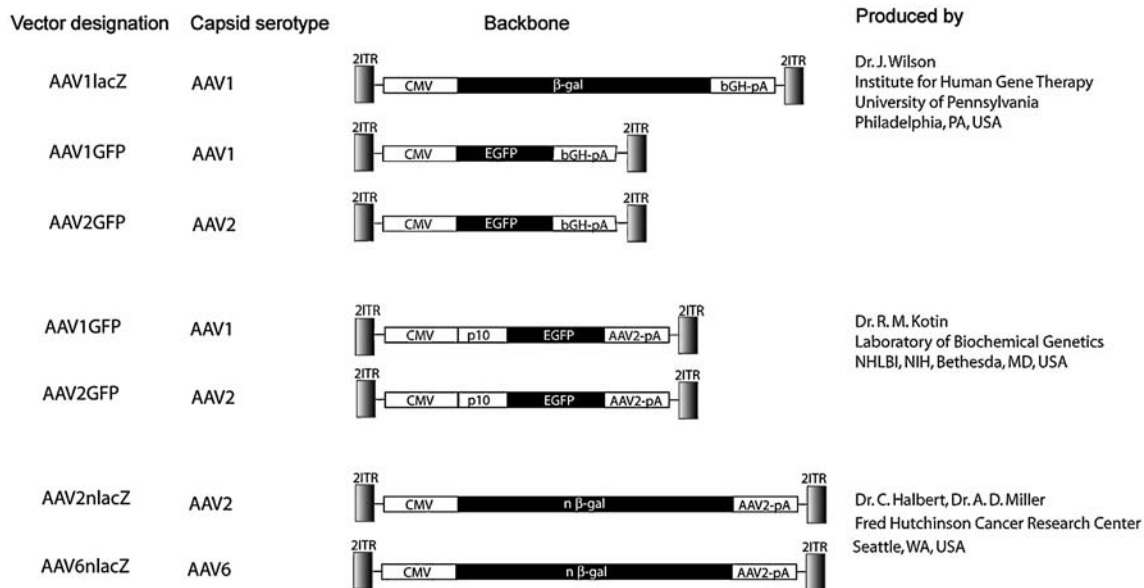 Vector designation Capsid serotype Backbone Produced by
2ITR 2ITR
AAV1lacZ AAV1 CMV β-gal bGH-pA
Dr. J. Wilson
Institute for Human Gene Therapy
University of Pennsylvania
Philadelphia, PA, USA
2ITR 2ITR
AAV1GFP AAV1 CMV EGFP bGH-pA
2ITR 2ITR
AAV2GFP AAV2 CMV EGFP bGH-pA
2ITR 2ITR
AAV1GFP AAV1 CMV p10 EGFP AAV2-pA
Dr. R. M. Kotin
Laboratory of Biochemical Genetics
NHLBI, NIH, Bethesda, MD, USA
2ITR 2ITR
AAV2GFP AAV2 CMV p10 EGFP AAV2-pA
2ITR 2ITR
AAV2nlacZ AAV2 CMV n β-gal AAV2-pA
Dr. C. Halbert, Dr. A. D. Miller
Fred Hutchinson Cancer Research Center
Seattle, WA, USA
2ITR 2ITR
AAV6nlacZ AAV6 CMV n β-gal AAV2-pA